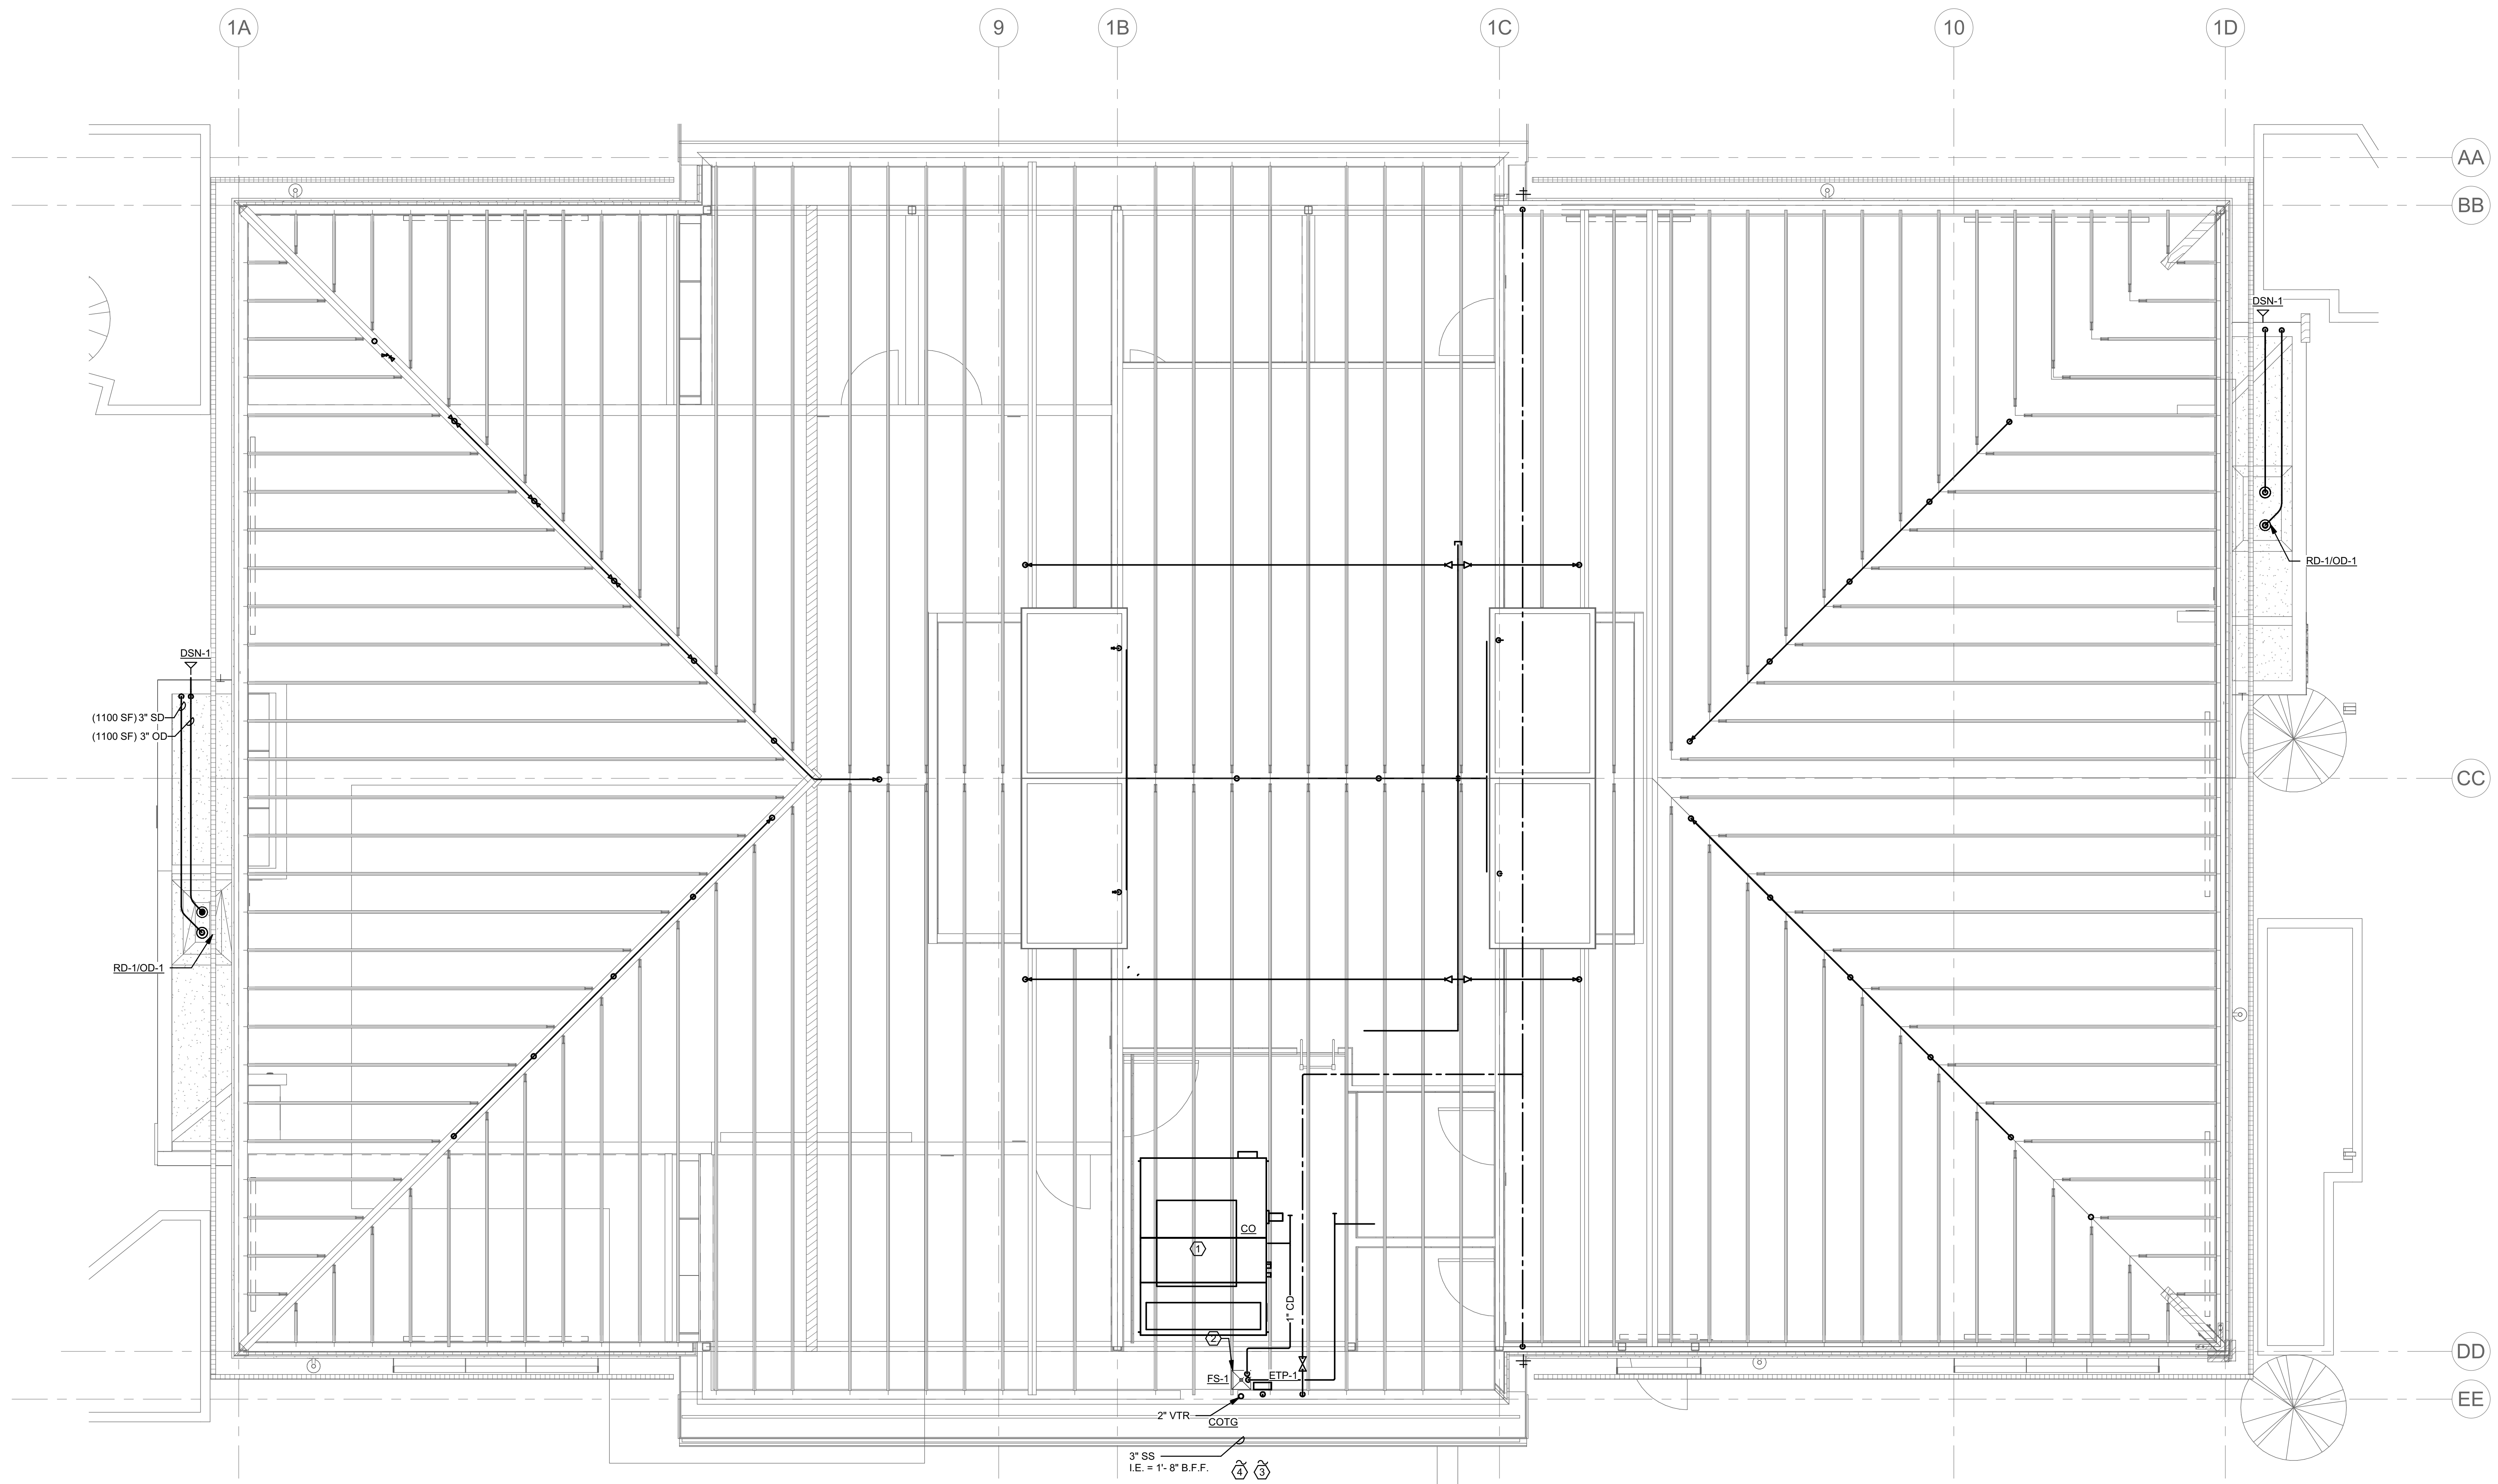 1A
9
1B
1C
10
1D
AA
BB
DSN-1
RD-1/OD-1
DSN-1
(1100 SF) 3" SD
(1100 SF) 3" OD
CC
RD-1/OD-1
CO
1
1" CD
2
DD
FS-1
ETP-1
EE
2" VTR
COTG
3" SS
I.E. = 1'- 8" B.F.F.
4
3